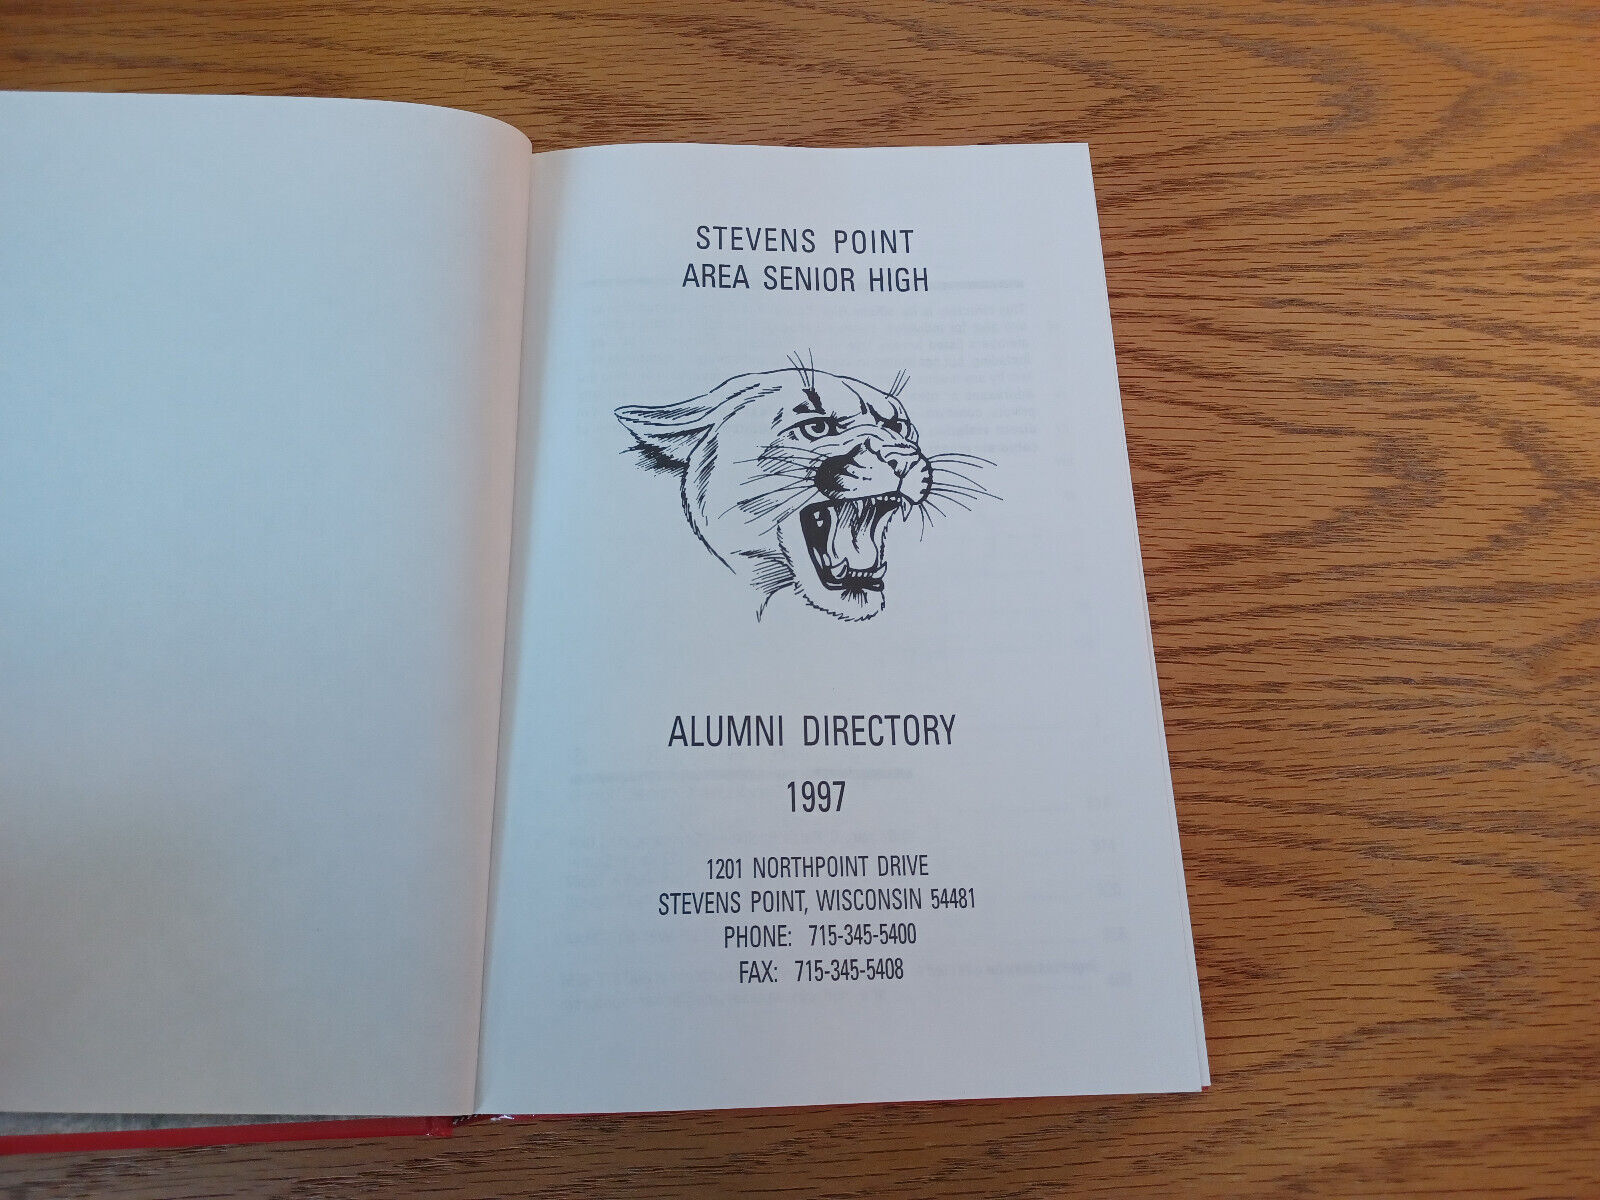 STEVENS POINT
AREA SENIOR HIGH
ALUMNI DIRECTORY
1997
1201 NORTHPOINT DRIVE
STEVENS POINT, WISCONSIN 54481
PHONE: 715-345-5400
FAX: 715-345-5408